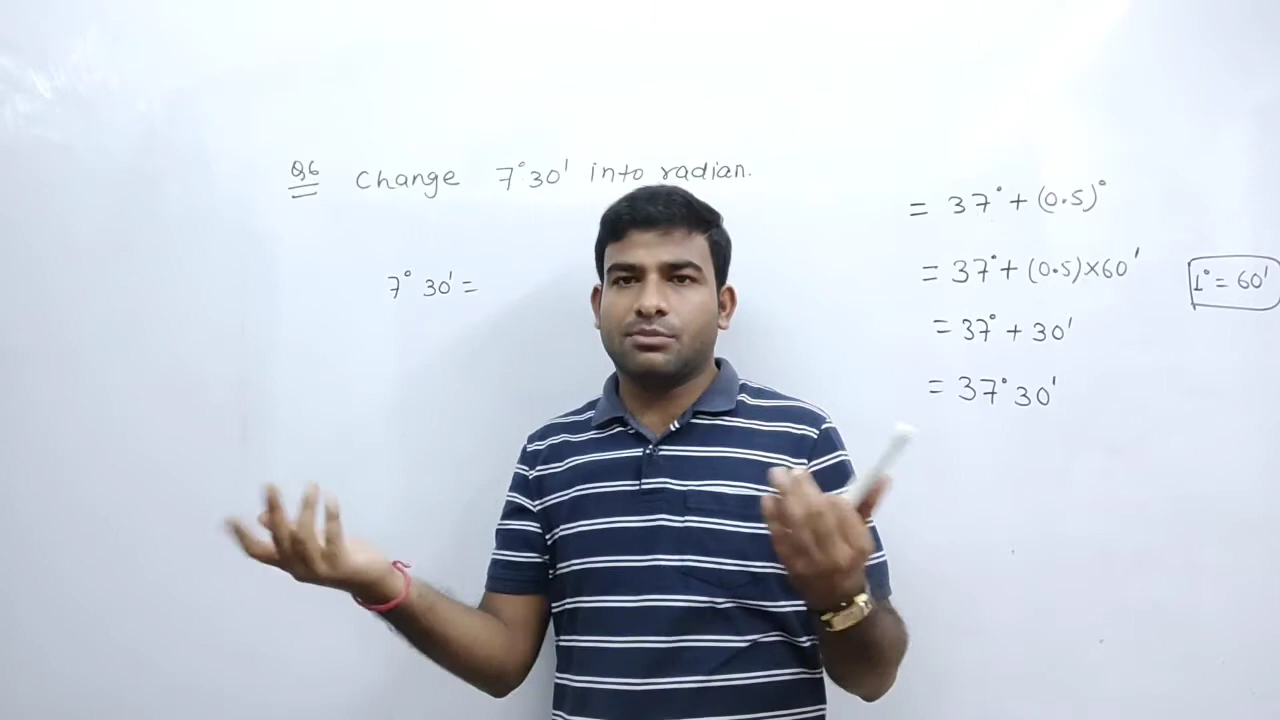 Q6 Change 7°30' into radian.
7° 30' =
= 37° + (0.5)°
= 37° + (0.5)×60'
= 37° + 30'
= 37° 30'
1° = 60'